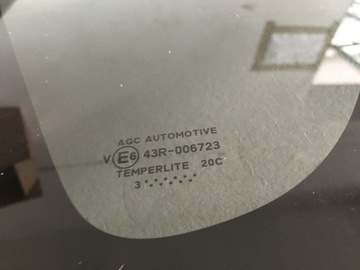 AGC AUTOMOTIVE
V E6 43R-006723
TEMPERLITE 20C
3